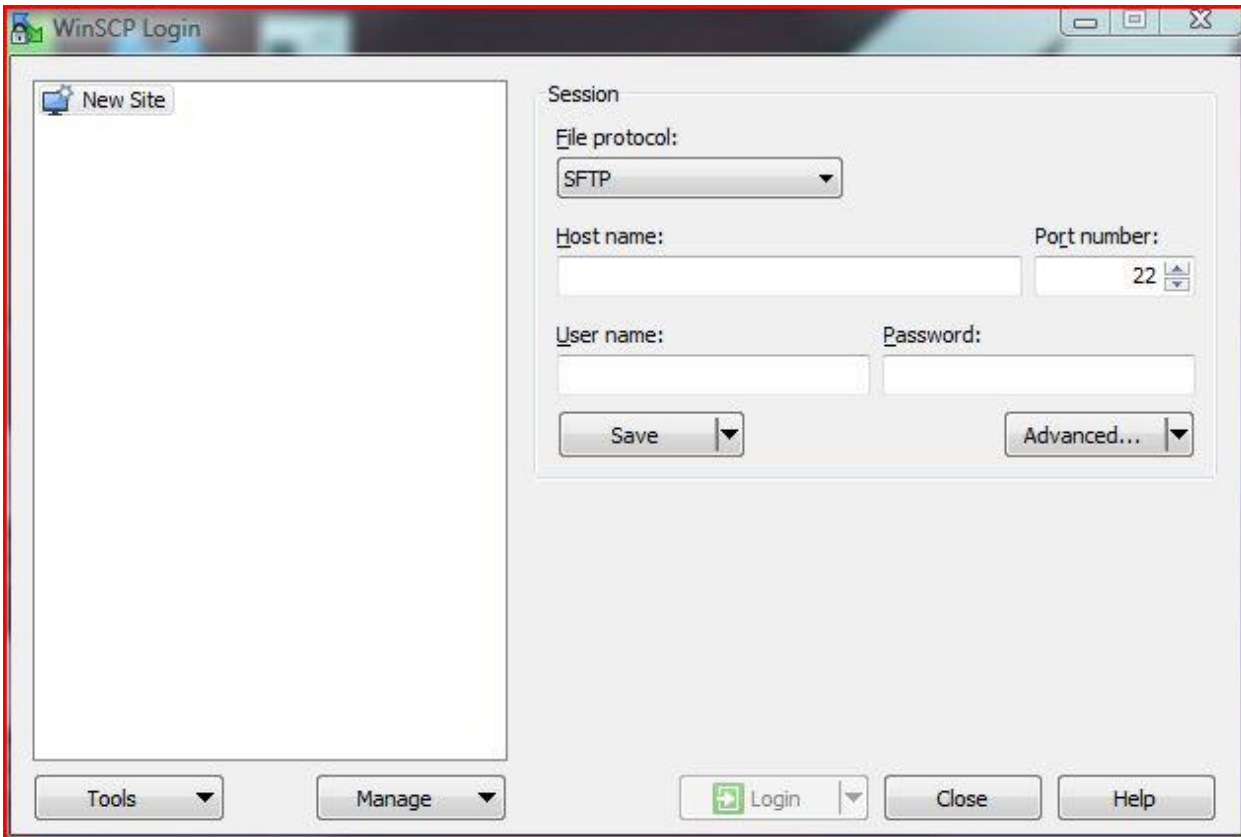 WinSCP Login
New Site
Session
File protocol:
SFTP
Host name: Port number:
22
User name: Password:
Save Advanced...
Tools Manage Login Close Help